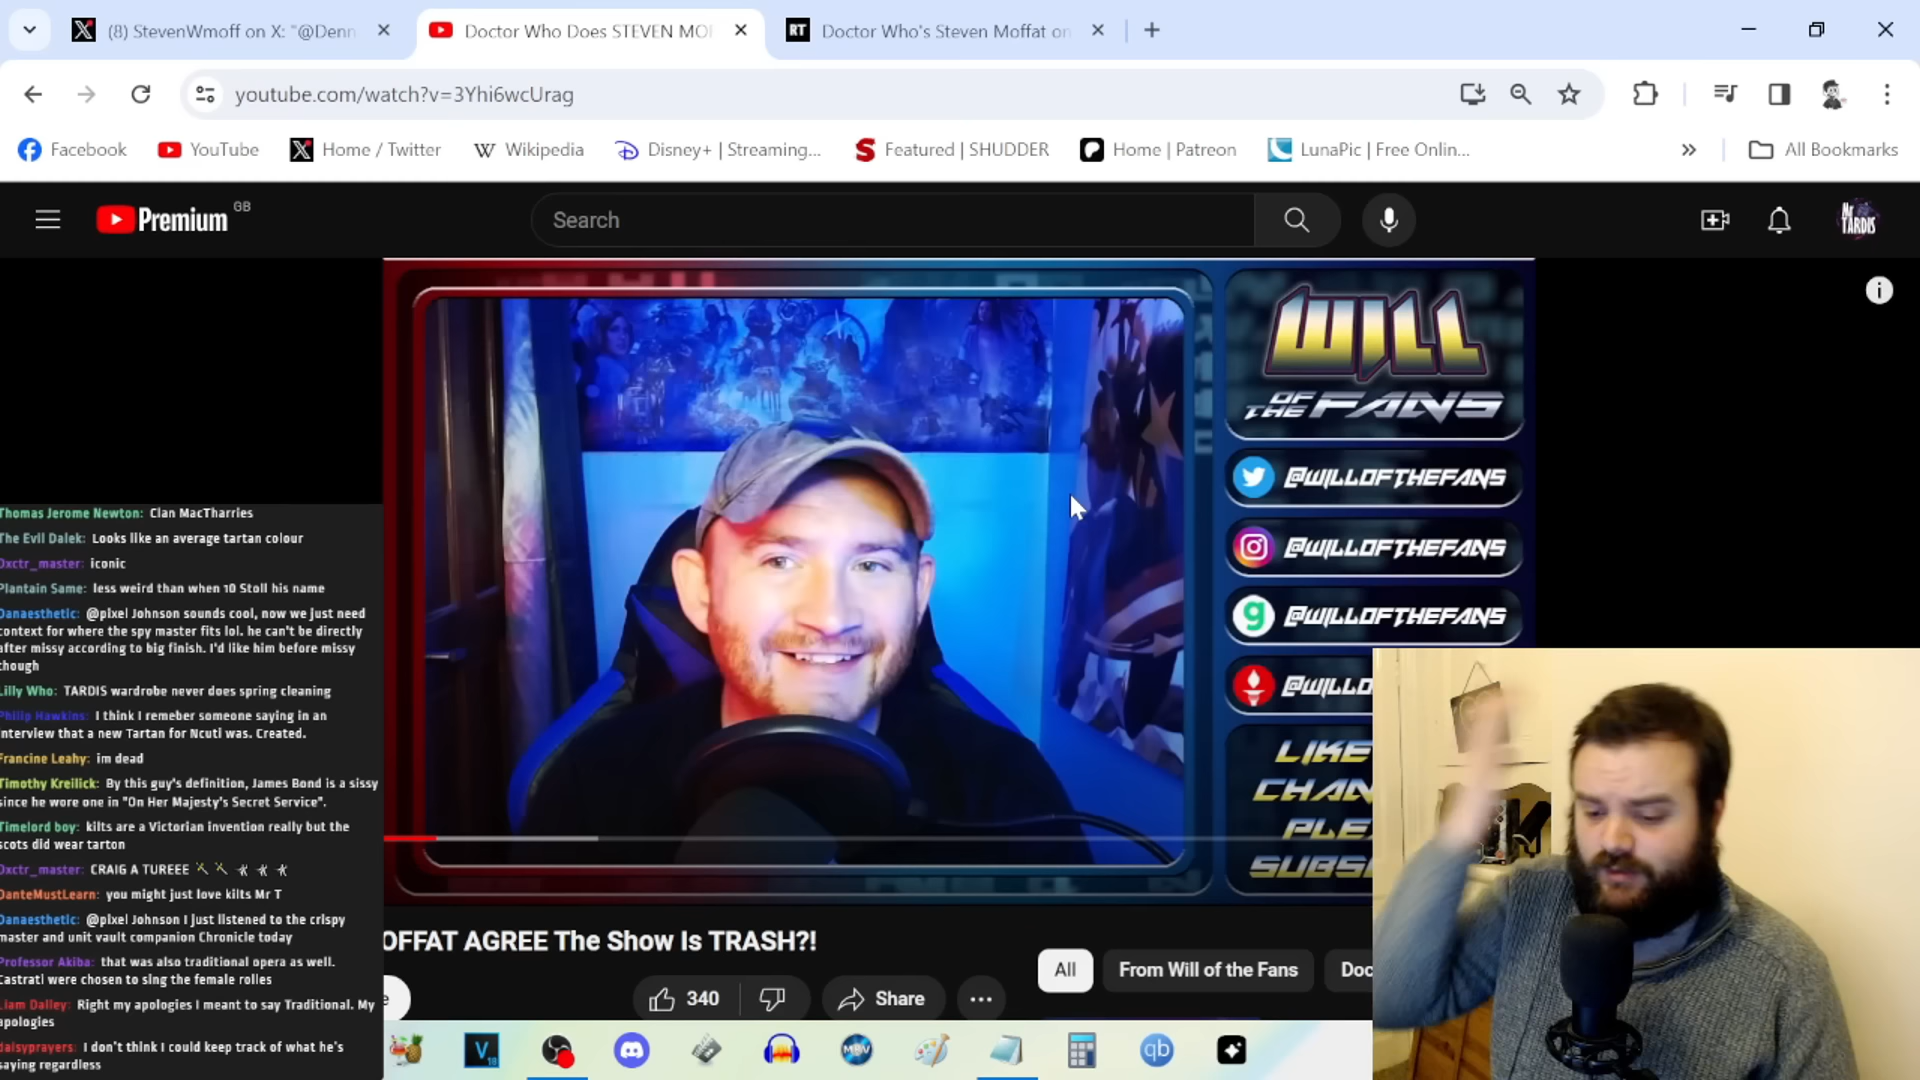 (8) StevenWmoff on X: "@Denn
Doctor Who Does STEVEN MOF
Doctor Who's Steven Moffat on
youtube.com/watch?v=3Yhi6wcUrag
Facebook
YouTube
Home / Twitter
Wikipedia
Disney+ | Streaming...
Featured | SHUDDER
Home | Patreon
LunaPic | Free Onlin...
All Bookmarks
Premium GB
Search
Mr TARDIS
WILL
OF THE FANS
@WILLOFTHEFANS
@WILLOFTHEFANS
@WILLOFTHEFANS
@WILLO
LIKE
CHAN
PLE
SUBS
Thomas Jerome Newton: Clan MacTharries
The Evil Dalek: Looks like an average tartan colour
Dxctr_master: iconic
Plantain Same: less weird than when 10 Stoll his name
Danaesthetic: @pixel Johnson sounds cool, now we just need
context for where the spy master fits lol. he can't be directly
after missy according to big finish. I'd like him before missy
though
Lilly Who: TARDIS wardrobe never does spring cleaning
Philip Hawkins: I think I remeber someone saying in an
interview that a new Tartan for Ncuti was. Created.
Francine Leahy: im dead
Timothy Kreilick: By this guy's definition, James Bond is a sissy
since he wore one in "On Her Majesty's Secret Service".
Timelord boy: kilts are a Victorian invention really but the
scots did wear tarton
Dxctr_master: CRAIG A TUREEE
DanteMustLearn: you might just love kilts Mr T
Danaesthetic: @pixel Johnson I just listened to the crispy
master and unit vault companion Chronicle today
Professor Akiba: that was also traditional opera as well.
Castrati were chosen to sing the female rolles
Liam Dalley: Right my apologies I meant to say Traditional. My
apologies
daisyprayers: I don't think I could keep track of what he's
saying regardless
OFFAT AGREE The Show Is TRASH?!
e
340
Share
All
From Will of the Fans
Doc